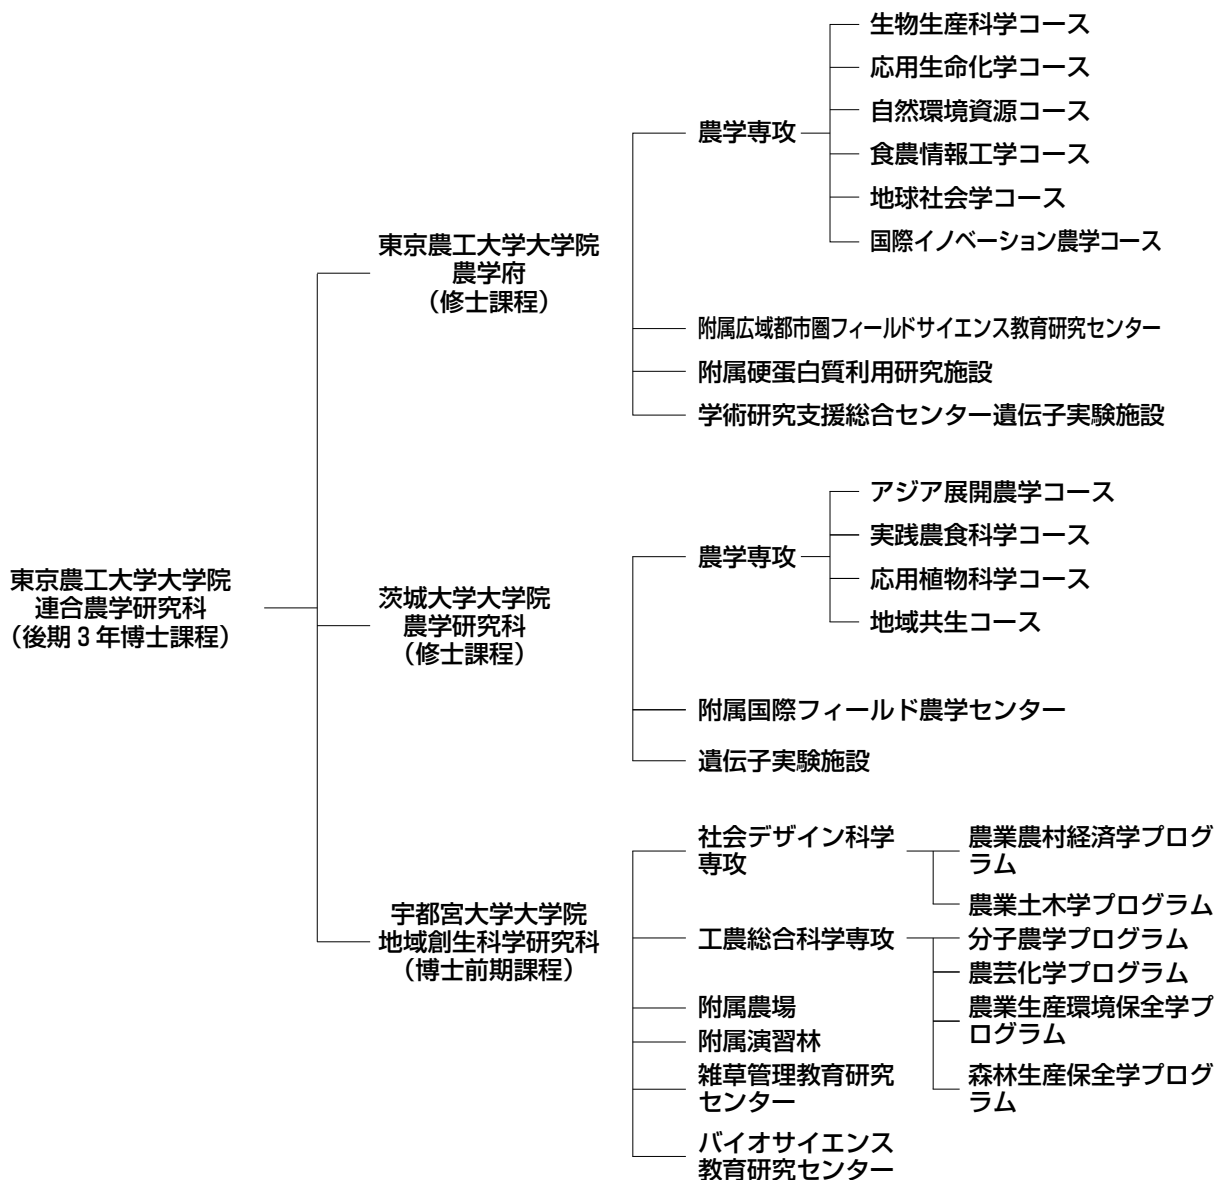 東京農工大学大学院
連合農学研究科
（後期３年博士課程）
東京農工大学大学院
農学府
（修士課程）
農学専攻
生物生産科学コース
応用生命化学コース
自然環境資源コース
食農情報工学コース
地球社会学コース
国際イノベーション農学コース
附属広域都市圏フィールドサイエンス教育研究センター
附属硬蛋白質利用研究施設
学術研究支援総合センター遺伝子実験施設
茨城大学大学院
農学研究科
（修士課程）
農学専攻
アジア展開農学コース
実践農食科学コース
応用植物科学コース
地域共生コース
附属国際フィールド農学センター
遺伝子実験施設
宇都宮大学大学院
地域創生科学研究科
（博士前期課程）
社会デザイン科学
専攻
農業農村経済学プログ
ラム
農業土木学プログラム
工農総合科学専攻
分子農学プログラム
農芸化学プログラム
農業生産環境保全学プ
ログラム
森林生産保全学プログ
ラム
附属農場
附属演習林
雑草管理教育研究
センター
バイオサイエンス
教育研究センター